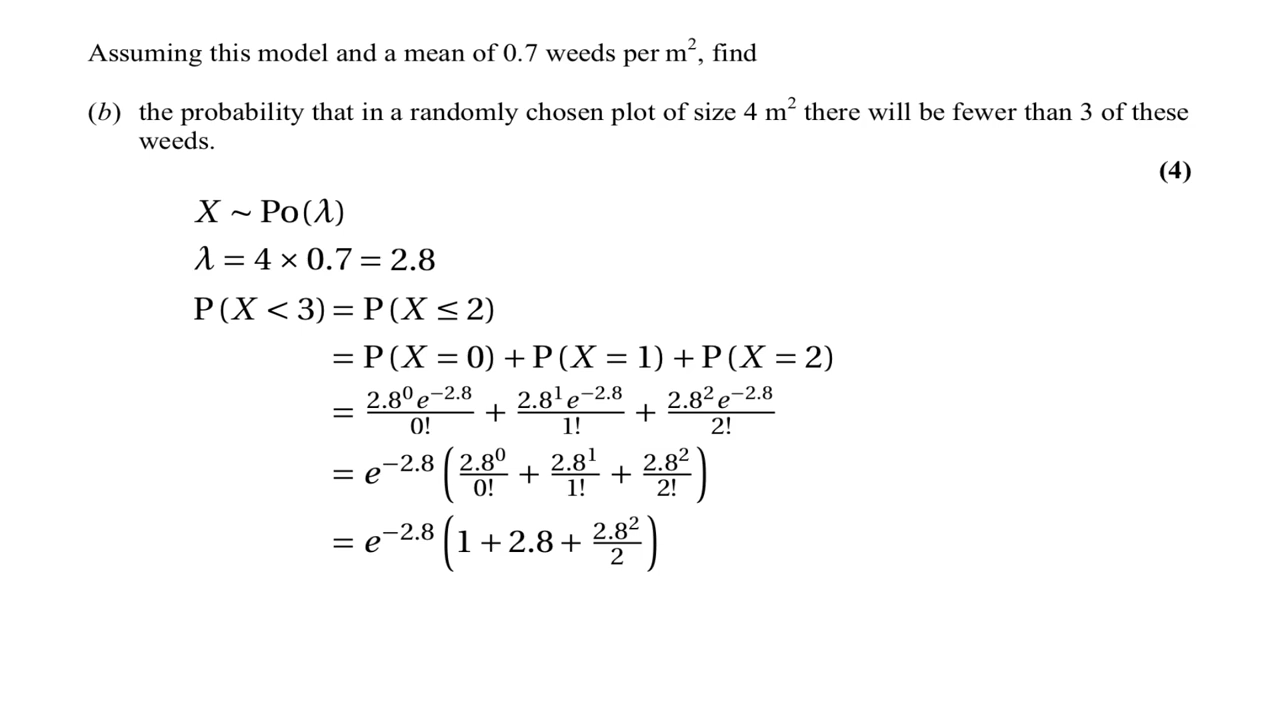 Assuming this model and a mean of 0.7 weeds per m², find
(b) the probability that in a randomly chosen plot of size 4 m² there will be fewer than 3 of these
weeds.
(4)
X ~ Po(λ)
λ = 4 × 0.7 = 2.8
P(X < 3) = P(X ≤ 2)
= P(X = 0) + P(X = 1) + P(X = 2)
= 2.8⁰e⁻²·⁸/0! + 2.8¹e⁻²·⁸/1! + 2.8²e⁻²·⁸/2!
= e⁻²·⁸(2.8⁰/0! + 2.8¹/1! + 2.8²/2!)
= e⁻²·⁸(1 + 2.8 + 2.8²/2)